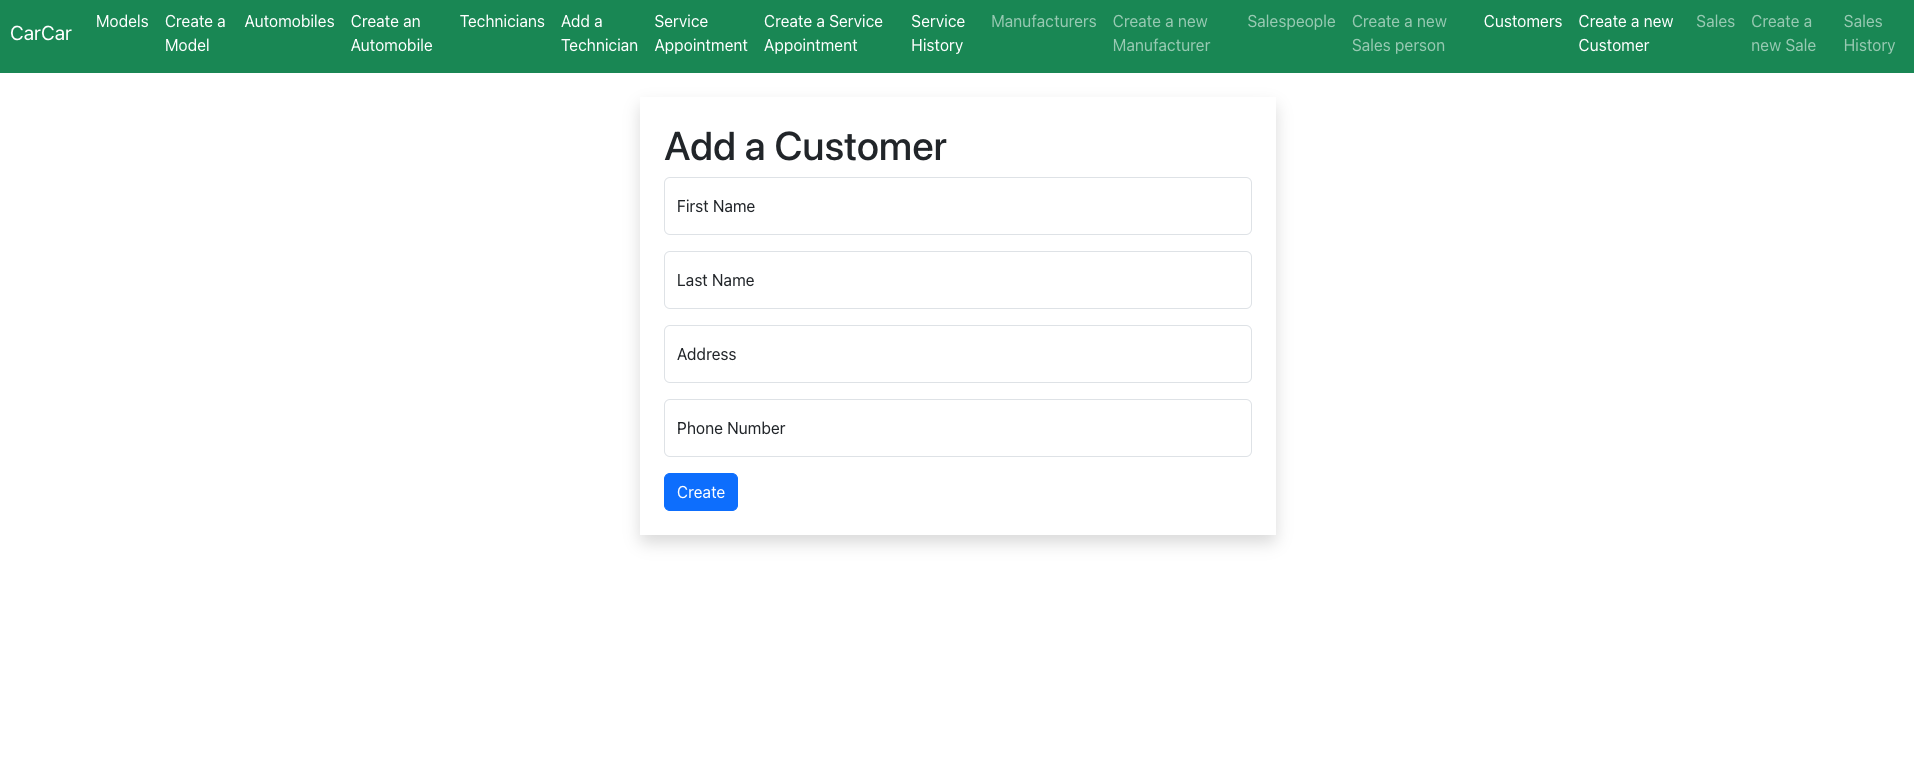 CarCar
Models
Create a
Model
Automobiles
Create an
Automobile
Technicians
Add a
Technician
Service
Appointment
Create a Service
Appointment
Service
History
Manufacturers
Create a new
Manufacturer
Salespeople
Create a new
Sales person
Customers
Create a new
Customer
Sales
Create a
new Sale
Sales
History
Add a Customer
First Name
Last Name
Address
Phone Number
Create